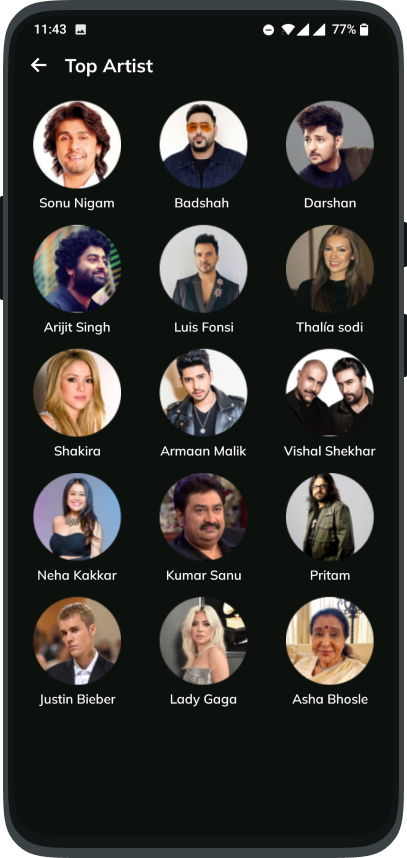 11:43 77%
Top Artist
Sonu Nigam Badshah Darshan
Arijit Singh Luis Fonsi Thalía sodi
Shakira Armaan Malik Vishal Shekhar
Neha Kakkar Kumar Sanu Pritam
Justin Bieber Lady Gaga Asha Bhosle